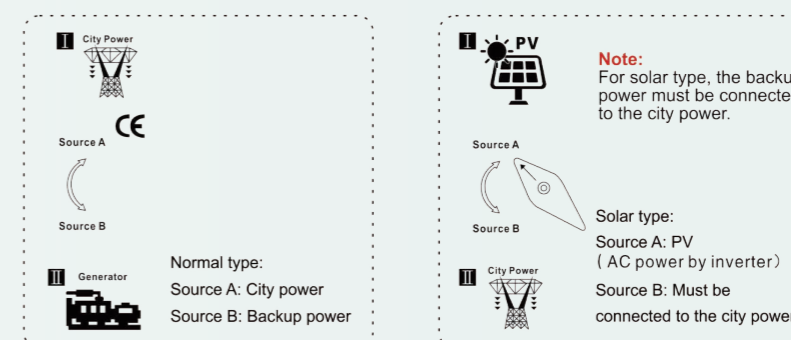 I
City Power
CE
Source A
Source B
II
Generator
Normal type:
Source A: City power
Source B: Backup power
I
PV
Note:
For solar type, the
power must be
to the city power.
Source A
Source B
II
City Power
Solar type:
Source A: PV
( AC power by inverter）
Source B: Must be
connected to the city power